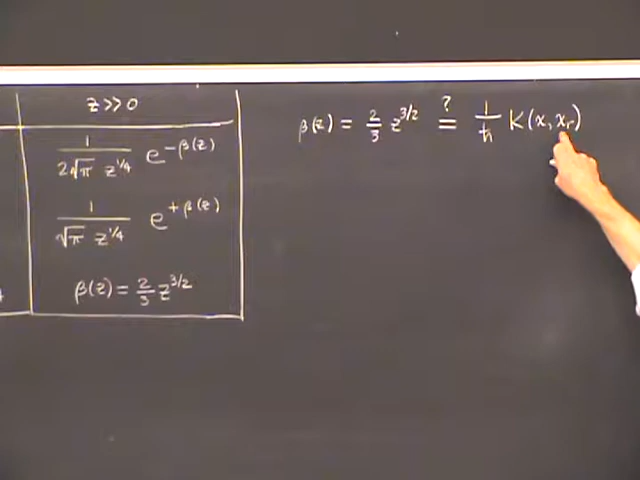 z >> 0
1/(2√π z^{1/4}) e^{-β(z)}
1/(√π z^{1/4}) e^{+β(z)}
β(z) = 2/3 z^{3/2}
β(z) = 2/3 z^{3/2} ?= 1/ħ K(x, x_r)